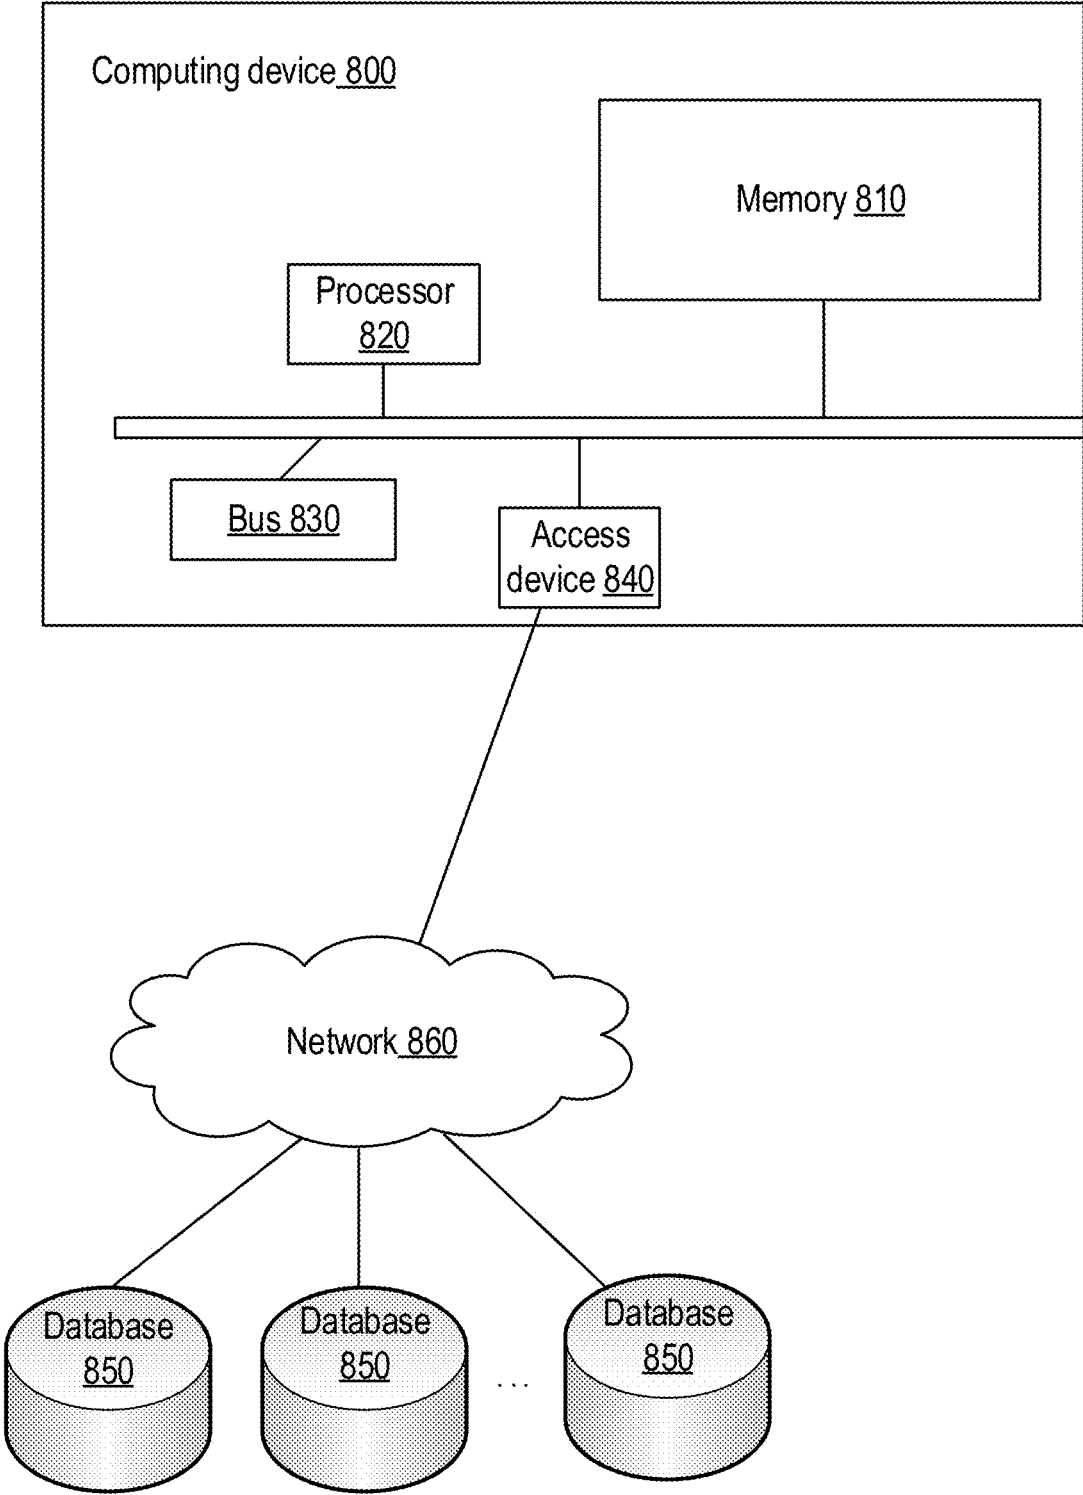 Computing device 800
Memory 810
Processor
820
Bus 830
Access
device 840
Network 860
Database
850
Database
850
...
Database
850